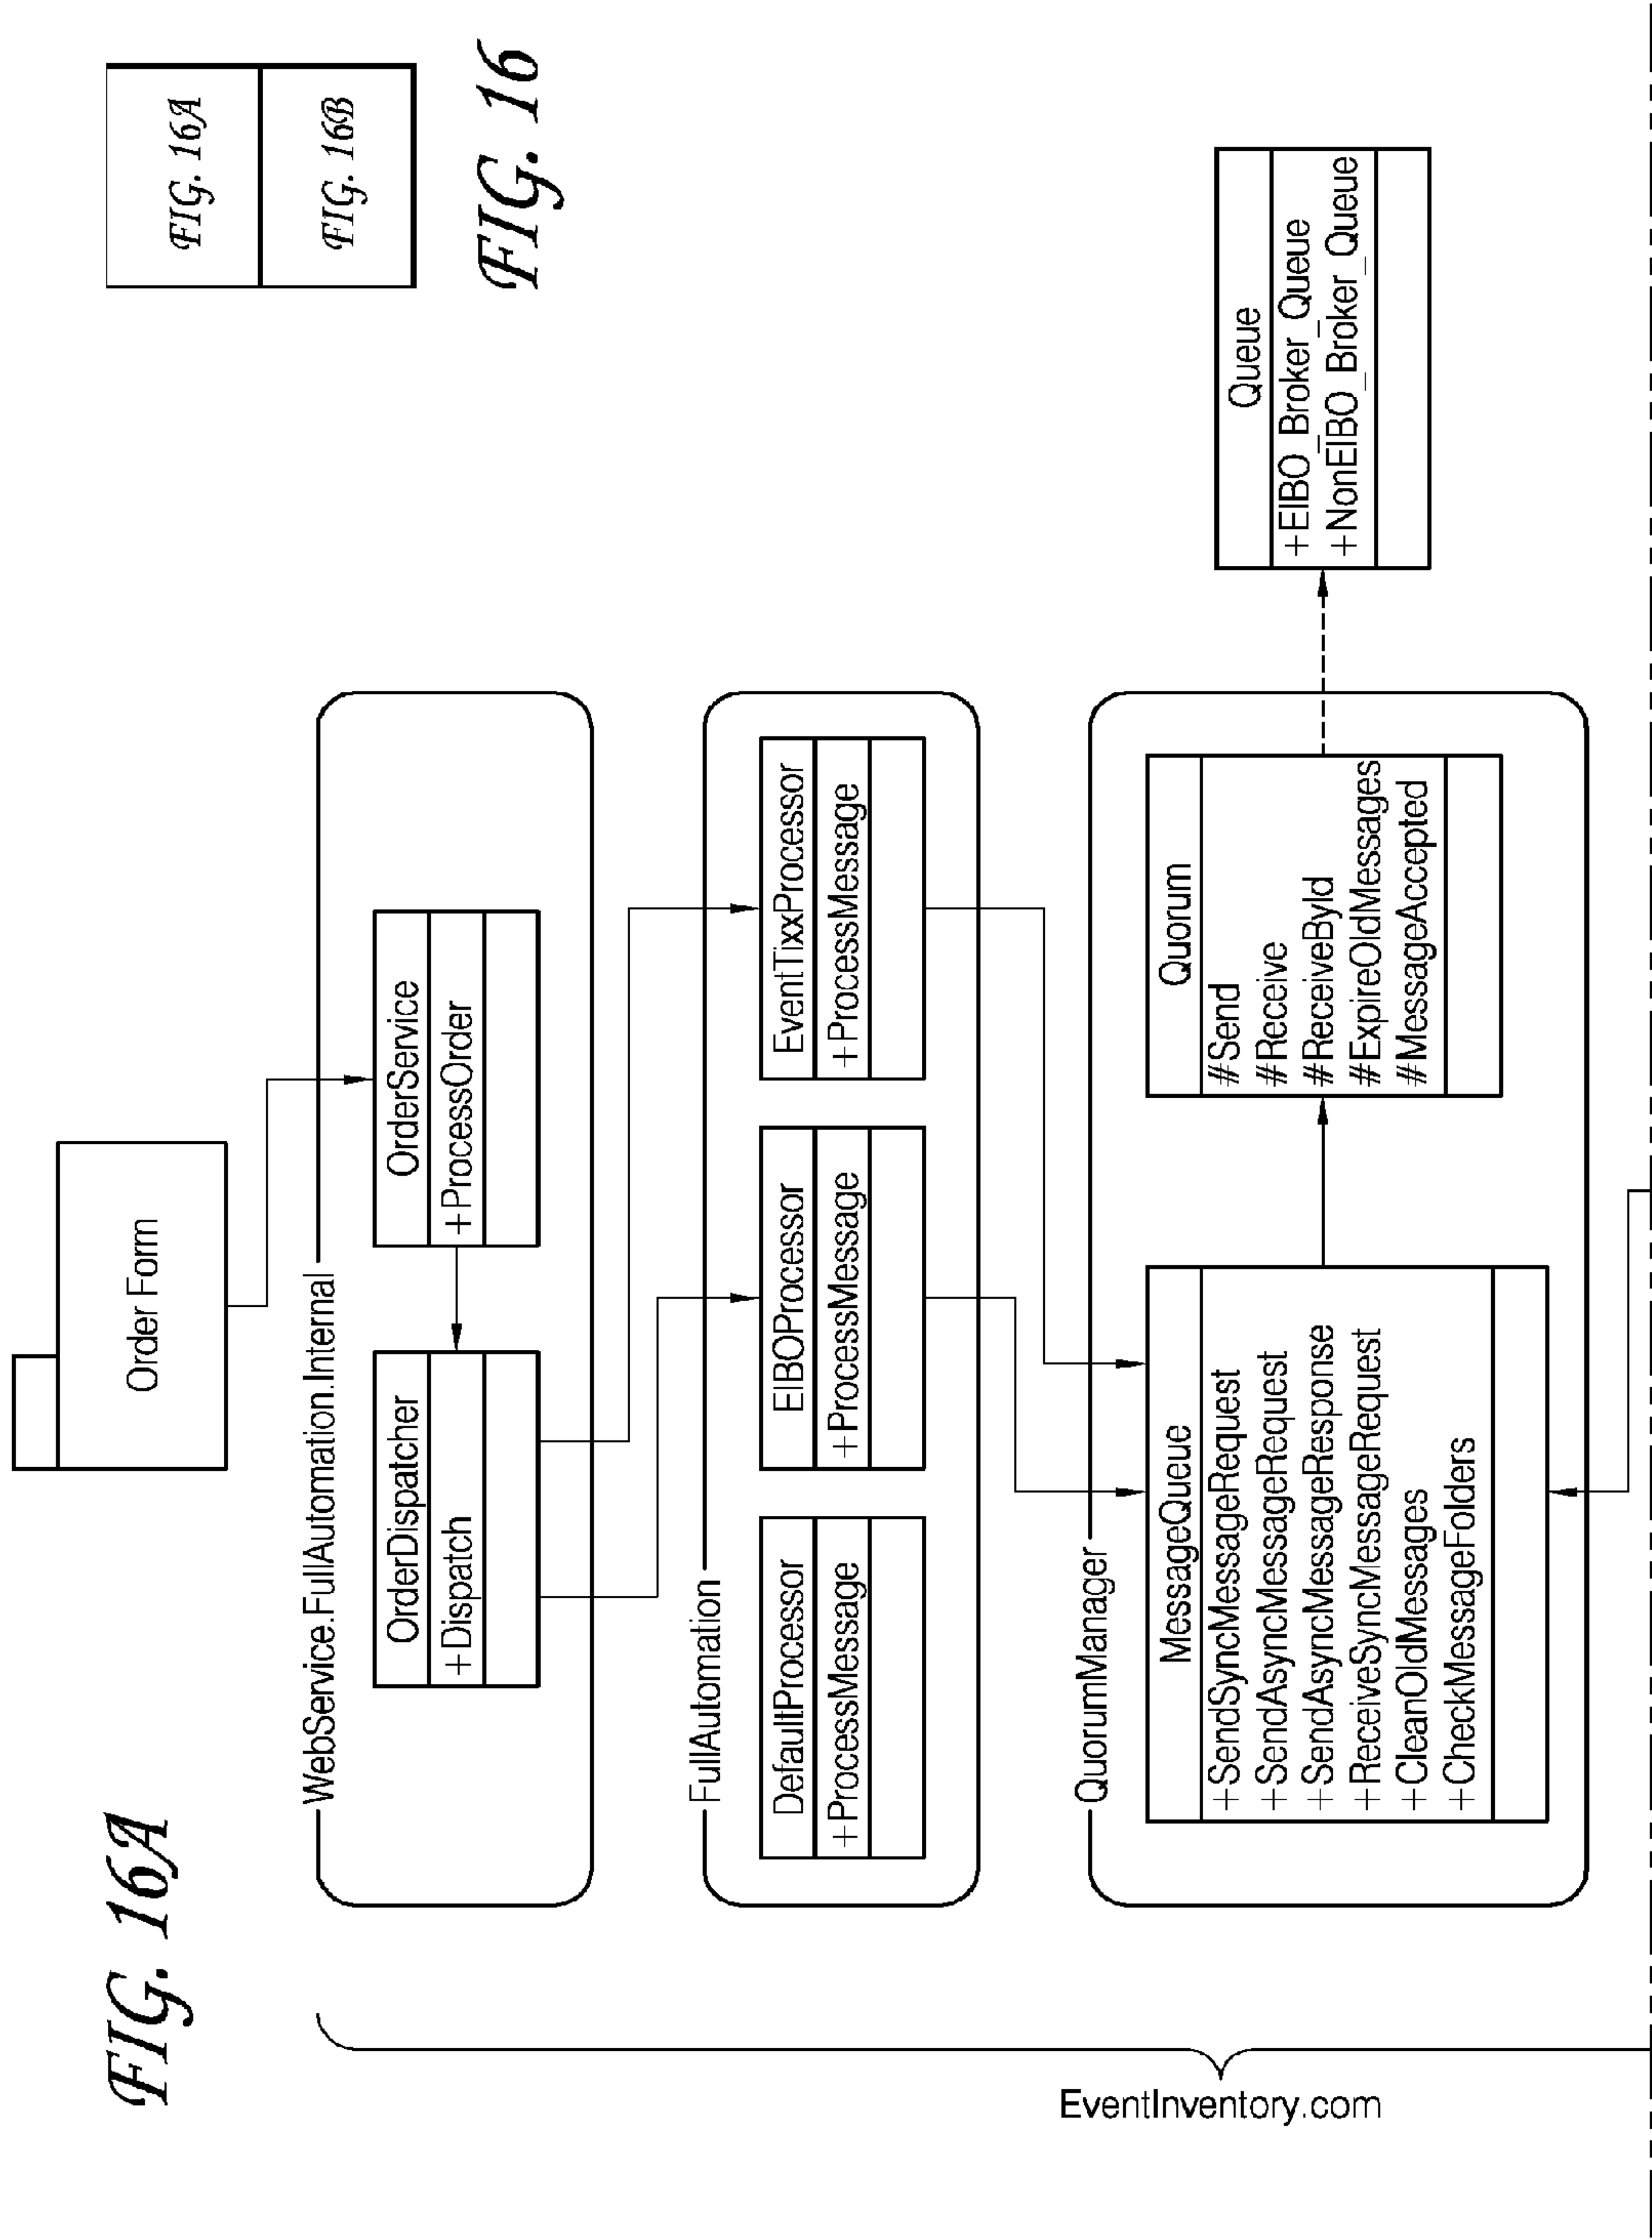 FIG. 16A
FIG. 16A
FIG. 16B
FIG. 16
Order Form
WebService.FullAutomation.Internal
OrderDispatcher
+Dispatch
OrderService
+ProcessOrder
FullAutomation
DefaultProcessor
+ProcessMessage
EIBOProcessor
+ProcessMessage
EventTixxProcessor
+ProcessMessage
EventInventory.com
QuorumManager
MessageQueue
+SendSyncMessageRequest
+SendAsyncMessageRequest
+SendAsyncMessageResponse
+ReceiveSyncMessageRequest
+CleanOldMessages
+CheckMessageFolders
Quorum
#Send
#Receive
#ReceiveById
#ExpireOldMessages
#MessageAccepted
Queue
+EIBO_Broker_Queue
+NonEIBO_Broker_Queue